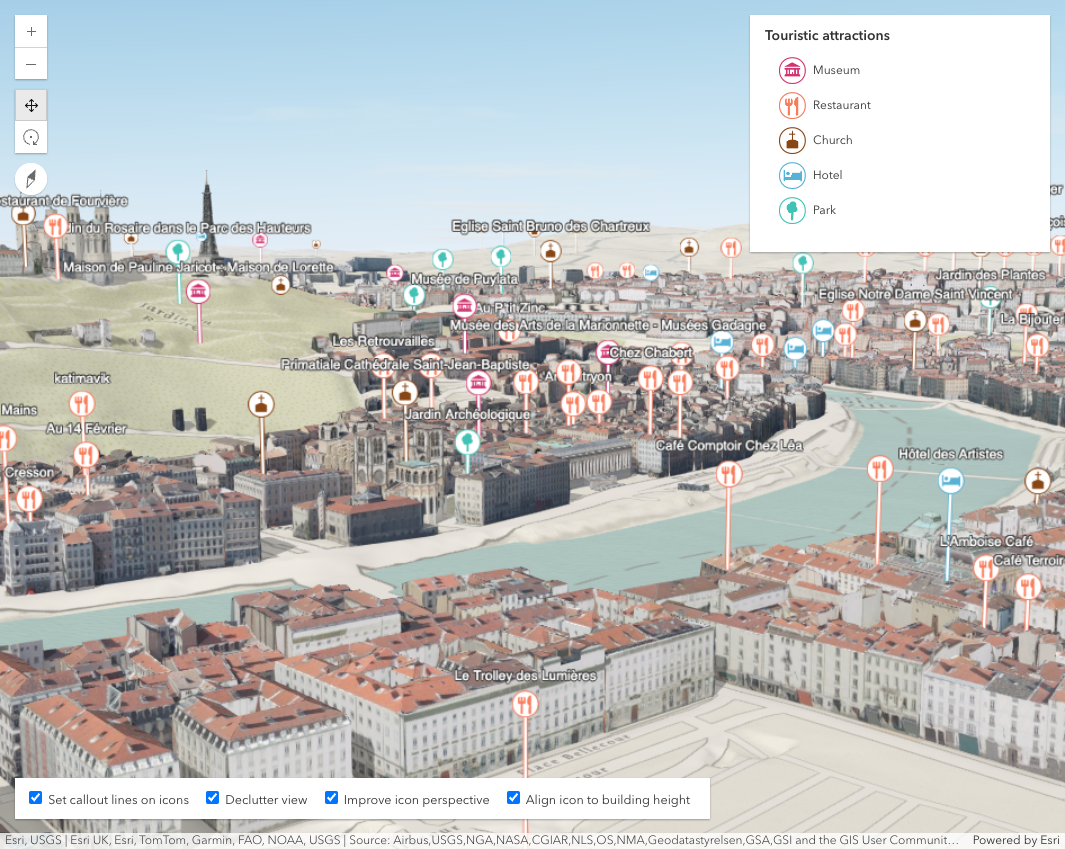 Touristic attractions
Museum
Restaurant
Church
Hotel
Park
staurant de Fourvière
din du Rosaire dans le Parc des Hauteurs
Eglise Saint Bruno des Chartreux
Maison de Pauline Jaricot - Maison de Lorette
Musée de Puylata
Jardin des Plantes
Eglise Notre Dame Saint Vincent
Au P'tit Zinc
Musée des Arts de la Marionnette - Musées Gadagne
La Bijouter
Les Retrouvailles
Chez Chabert
Primatiale Cathédrale Saint-Jean-Baptiste
katimavik
Mains
Jardin Archéologique
Au 14 Février
Café Comptoir Chez Léa
Hôtel des Artistes
Cresson
L'Amboise Café
Café Terroir
Le Trolley des Lumières
Place Bellecour
Set callout lines on icons
Declutter view
Improve icon perspective
Align icon to building height
Esri, USGS | Esri UK, Esri, TomTom, Garmin, FAO, NOAA, USGS | Source: Airbus,USGS,NGA,NASA,CGIAR,NLS,OS,NMA,Geodatastyrelsen,GSA,GSI and the GIS User Communit…
Powered by Esri